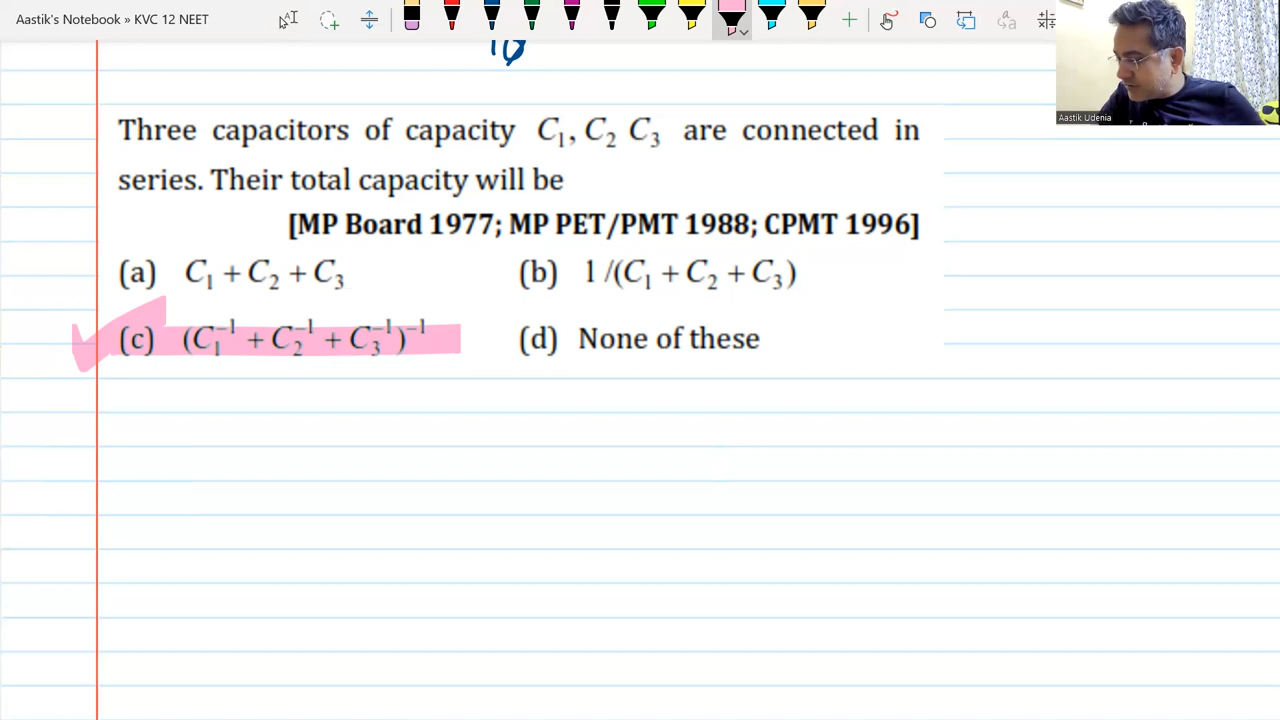 Aastik's Notebook » KVC 12 NEET
Aastik Udenia
Three capacitors of capacity C₁, C₂ C₃ are connected in
series. Their total capacity will be
[MP Board 1977; MP PET/PMT 1988; CPMT 1996]
(a) C₁ + C₂ + C₃ (b) 1/(C₁ + C₂ + C₃)
(c) (C₁⁻¹ + C₂⁻¹ + C₃⁻¹)⁻¹ (d) None of these